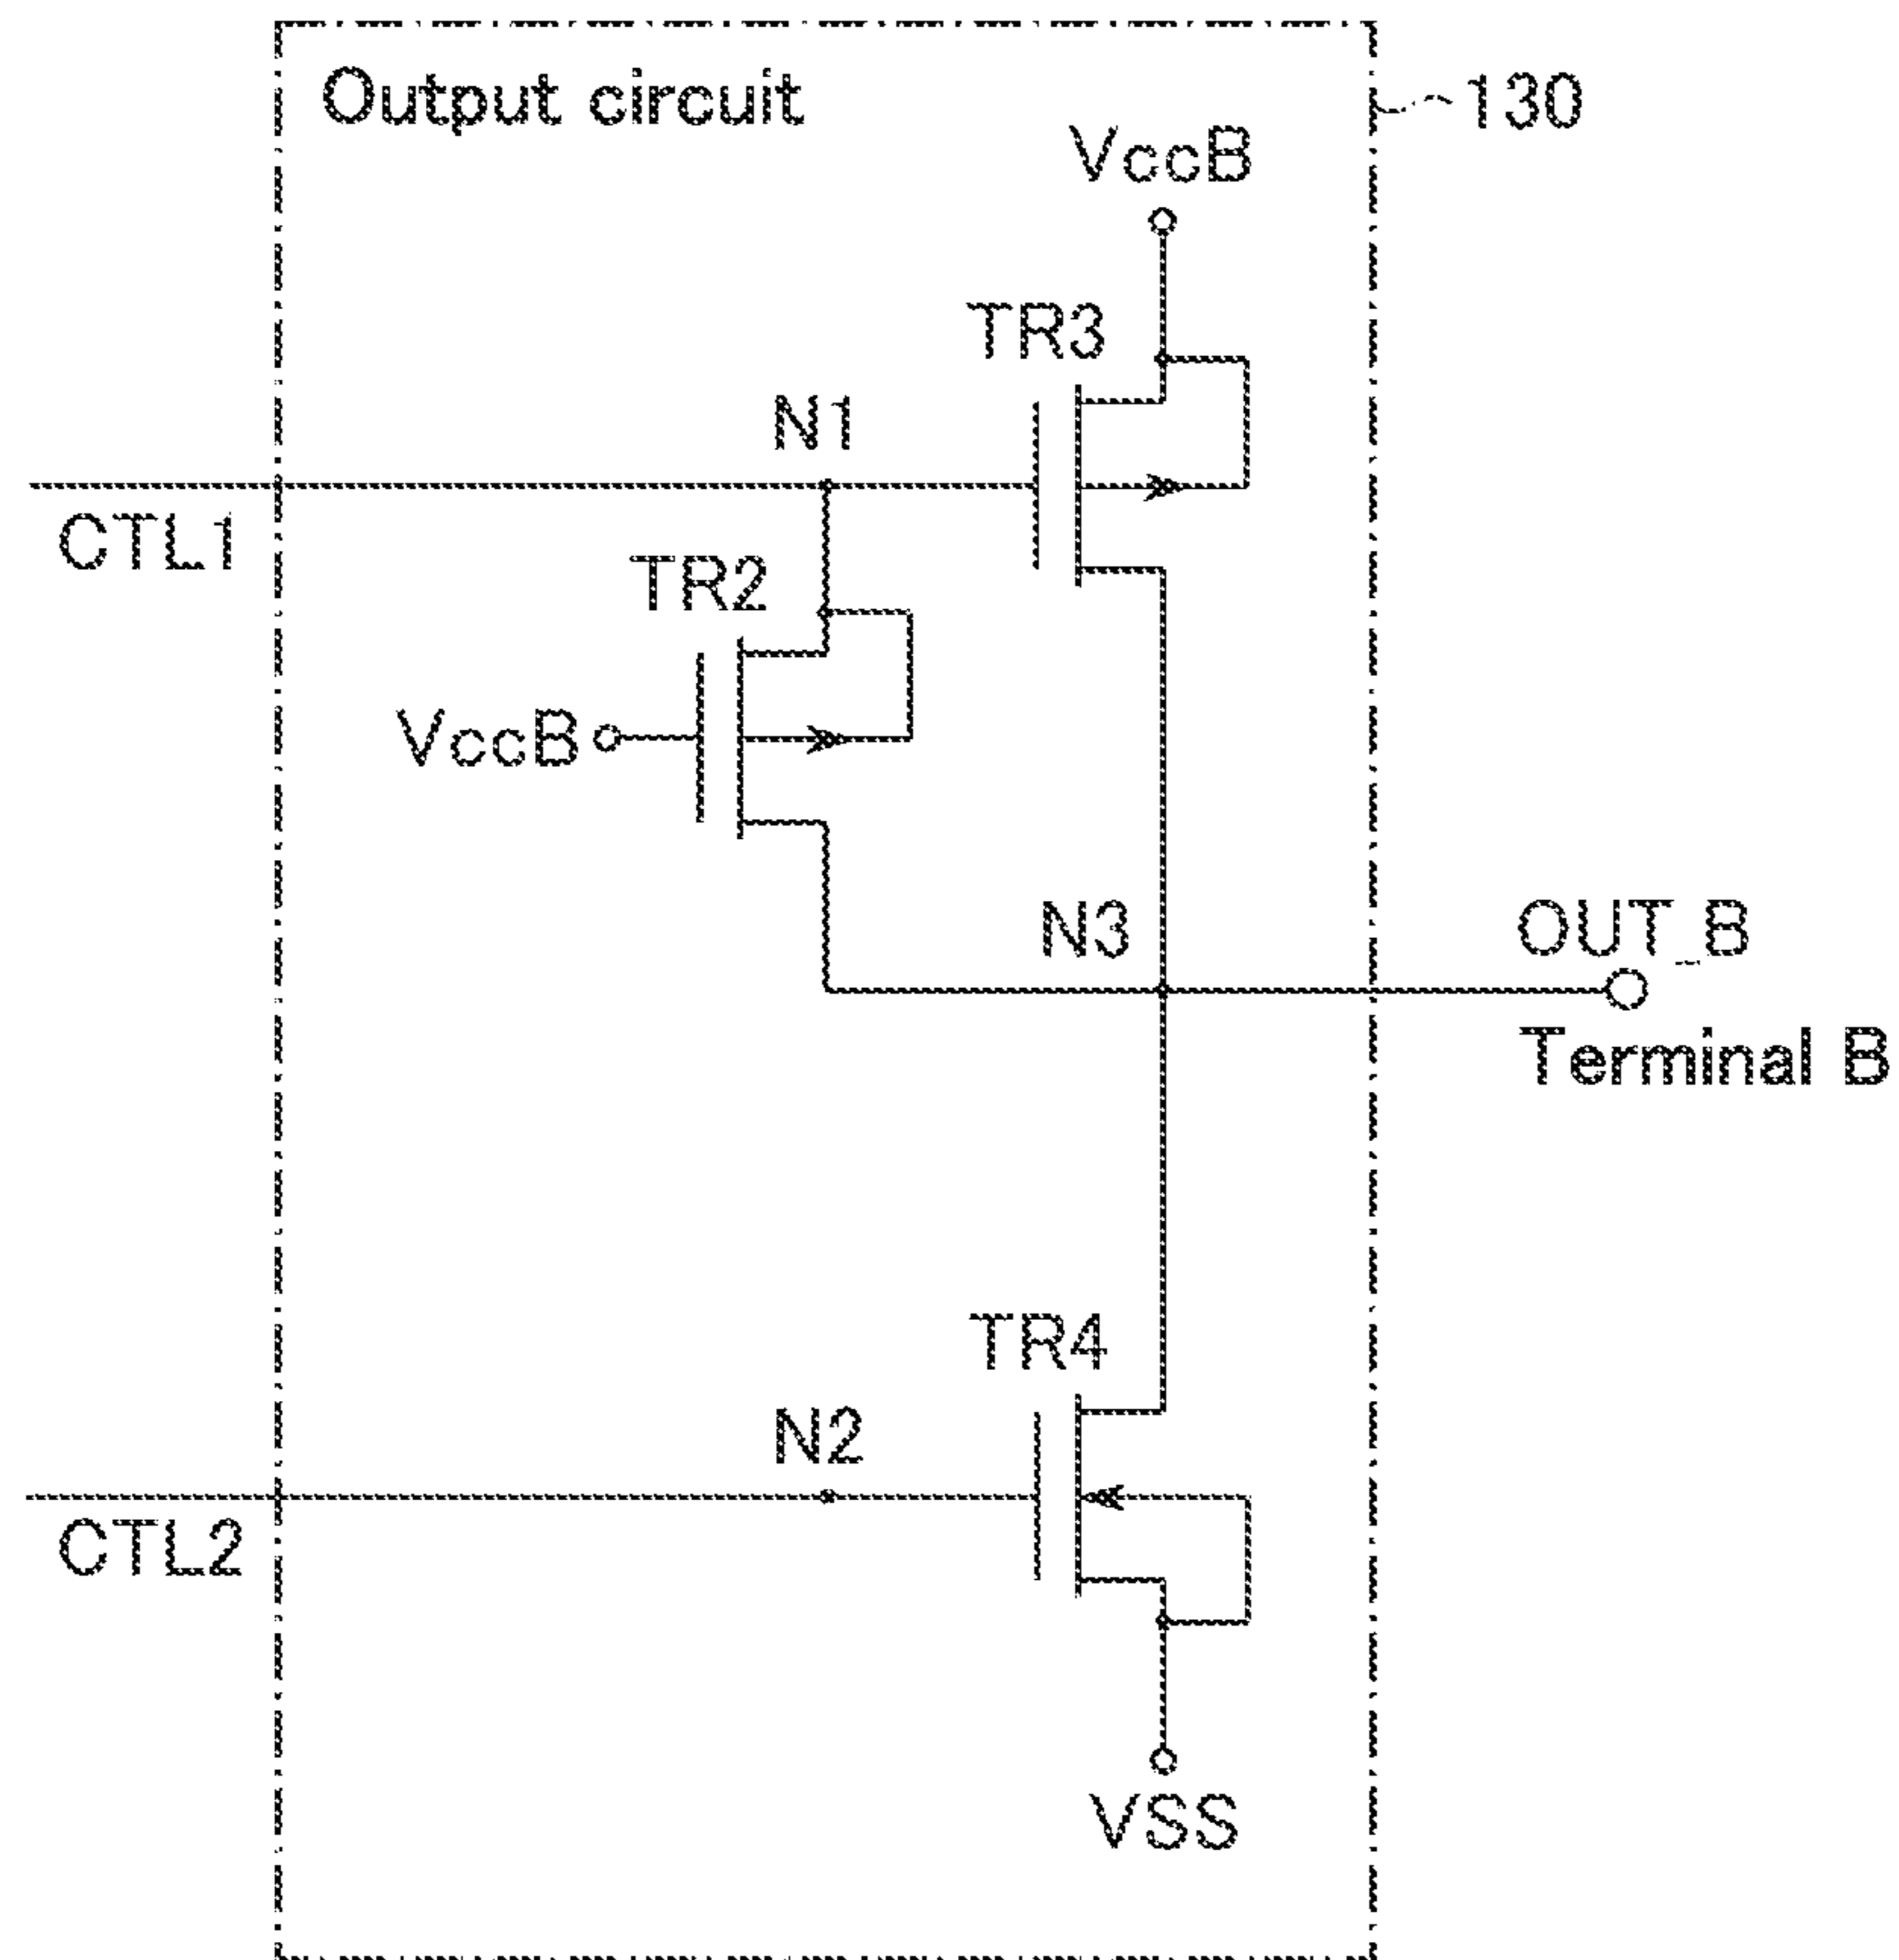 Output circuit
130
VccB
TR3
N1
CTL1
TR2
VccB
N3
OUT_B
Terminal B
TR4
N2
CTL2
VSS